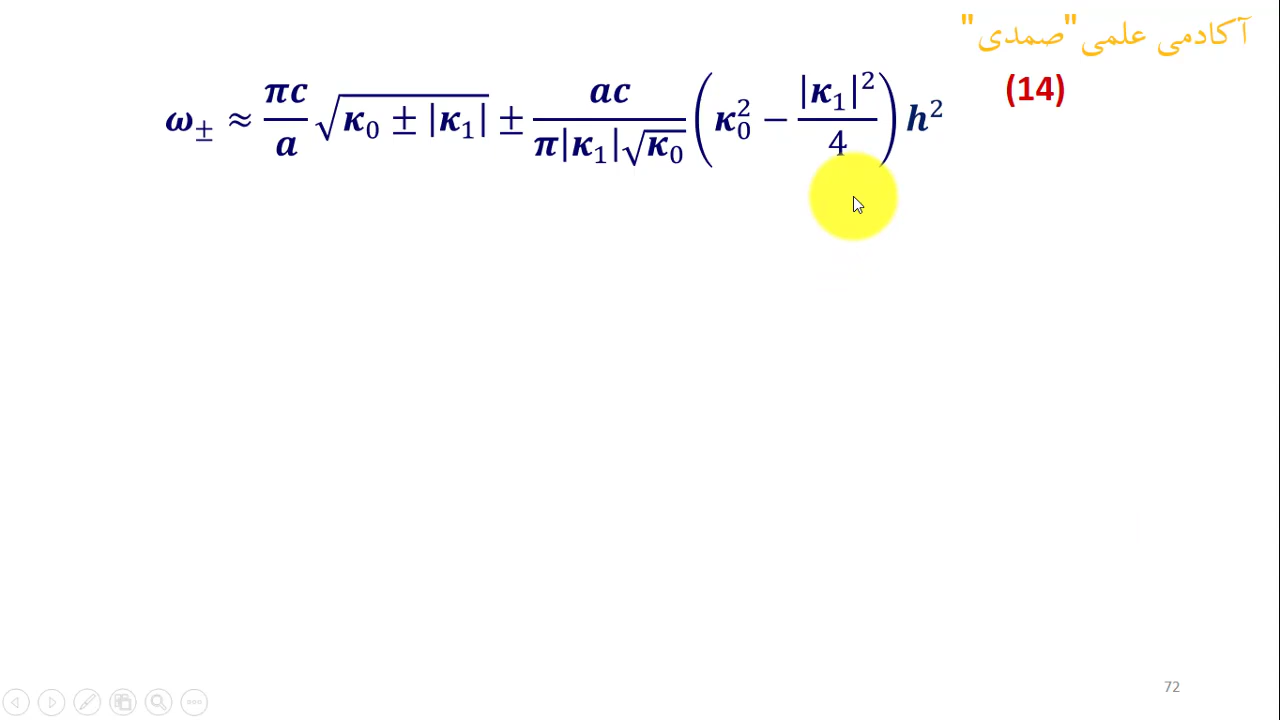 آکادمی علمی"صمدی"
ω± ≈ πc/a √(κ₀ ± |κ₁|) ± ac/(π|κ₁|√κ₀) (κ₀² − |κ₁|²/4) h² (14)
72